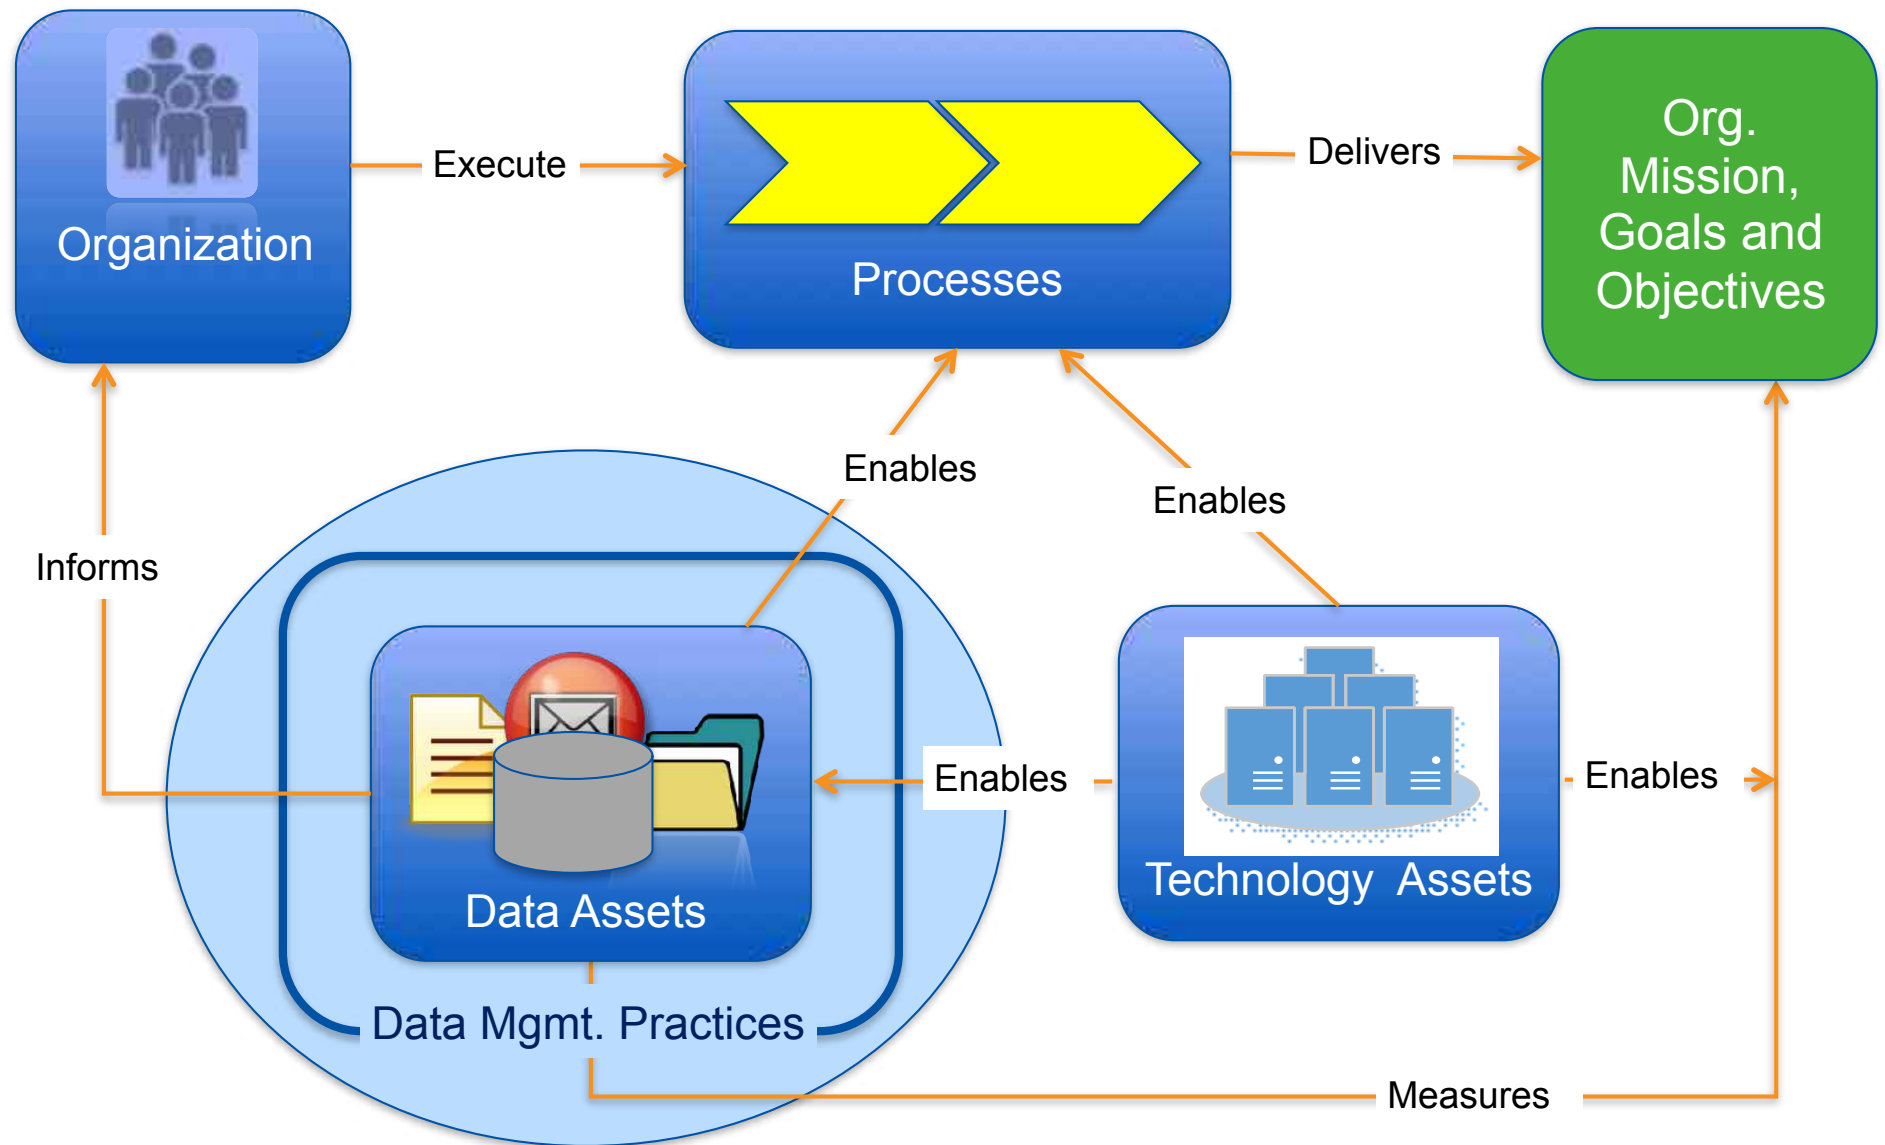 Organization
Execute
Processes
Delivers
Org.
Mission,
Goals and
Objectives
Informs
Enables
Enables
Data Assets
Enables
Technology Assets
Enables
Data Mgmt. Practices
Measures